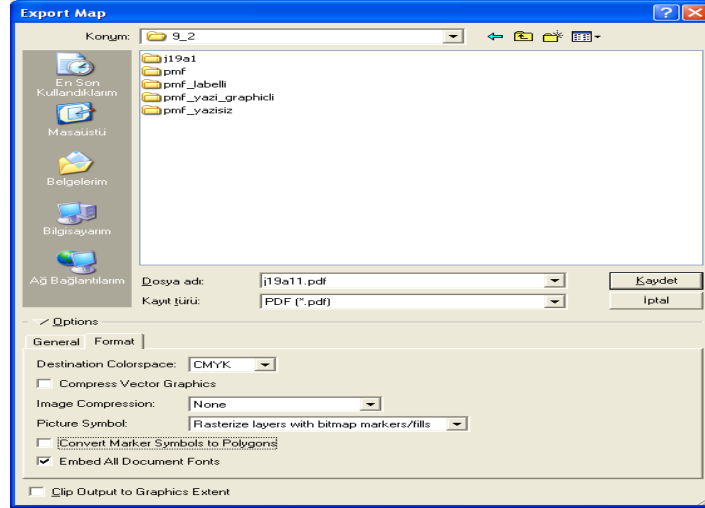 Export Map
Konum: 9_2
j19a1
pmf
pmf_labelli
pmf_yazi_graphicli
pmf_yazisiz
En Son
Kullandıklarım
Masaüstü
Belgelerim
Bilgisayarım
Ağ Bağlantılarım
Dosya adı: j19a11.pdf Kaydet
Kayıt türü: PDF (*.pdf) İptal
Options
General Format
Destination Colorspace: CMYK
Compress Vector Graphics
Image Compression: None
Picture Symbol: Rasterize layers with bitmap markers/fills
Convert Marker Symbols to Polygons
Embed All Document Fonts
Clip Output to Graphics Extent